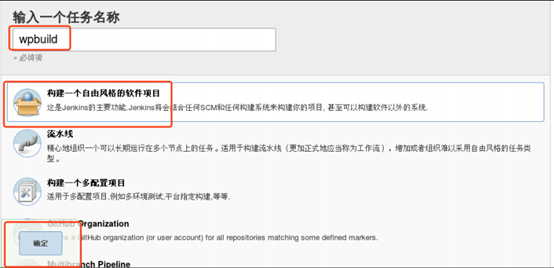 输入一个任务名称
wpbuild
» 必填项
构建一个自由风格的软件项目
这是Jenkins的主要功能.Jenkins将会结合任何SCM和任何构建系统来构建你的项目, 甚至可以构建软件以外的系统.
流水线
精心地组织一个可以长期运行在多个节点上的任务。适用于构建流水线（更加正式地应当称为工作流），增加或者组织难以采用自由风格的任务类
型。
构建一个多配置项目
适用于多配置项目,例如多环境测试,平台指定构建,等等.
GitHub Organization
a GitHub organization (or user account) for all repositories matching some defined markers.
确定
Multibranch Pipeline